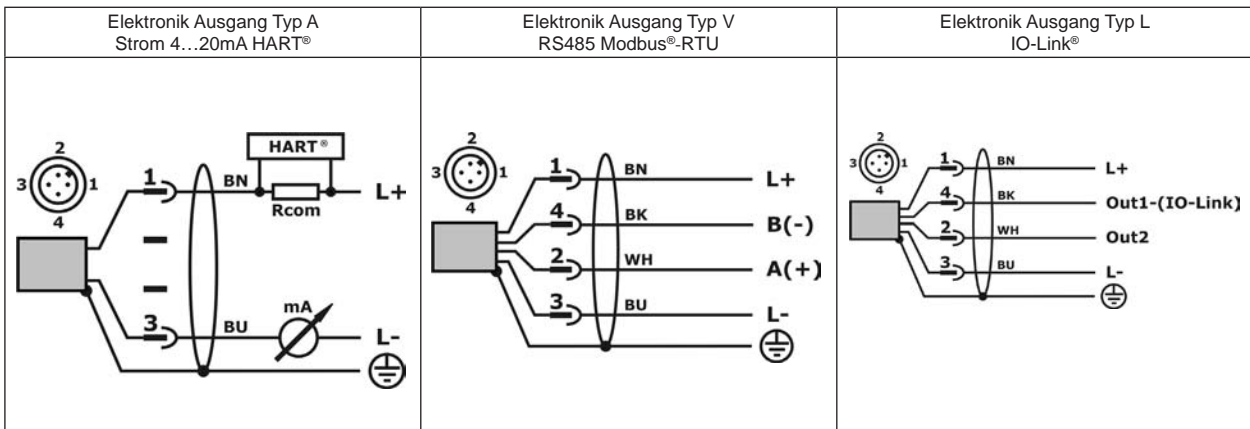 Elektronik Ausgang Typ A
Strom 4…20mA HART®
Elektronik Ausgang Typ V
RS485 Modbus®-RTU
Elektronik Ausgang Typ L
IO-Link®
HART®
2
3
1
4
1
BN
Rcom
L+
mA
3
BU
L-
2
3
1
4
1
BN
L+
4
BK
B(-)
2
WH
A(+)
3
BU
L-
2
3
1
4
1
BN
L+
4
BK
Out1-(IO-Link)
2
WH
Out2
3
BU
L-